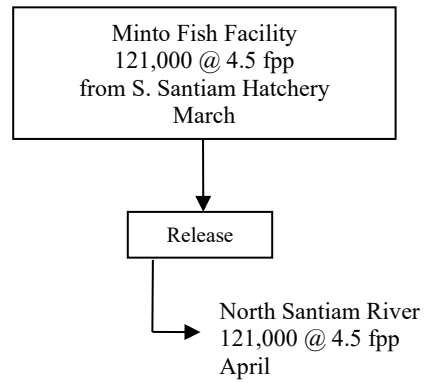 Minto Fish Facility
121,000 @ 4.5 fpp
from S. Santiam Hatchery
March
Release
North Santiam River
121,000 @ 4.5 fpp
April